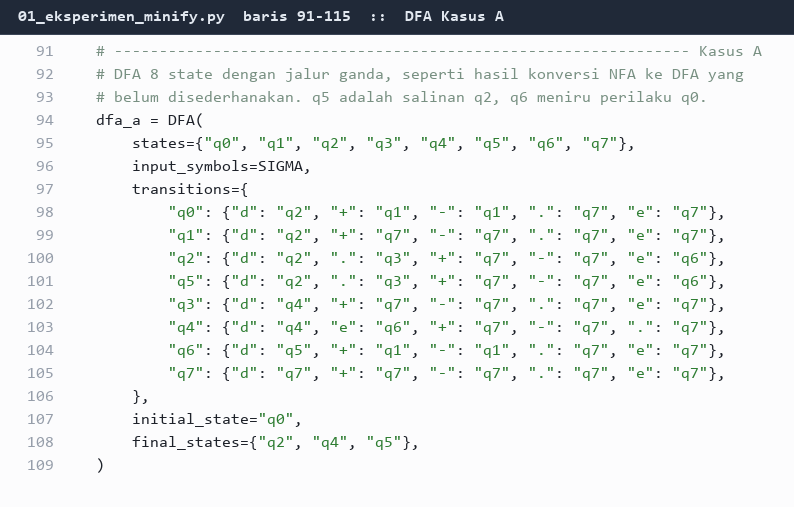 01_eksperimen_minify.py  baris 91-115  ::  DFA Kasus A
91    # ---------------------------------------------------------------- Kasus A
92    # DFA 8 state dengan jalur ganda, seperti hasil konversi NFA ke DFA yang
93    # belum disederhanakan. q5 adalah salinan q2, q6 meniru perilaku q0.
94    dfa_a = DFA(
95        states={"q0", "q1", "q2", "q3", "q4", "q5", "q6", "q7"},
96        input_symbols=SIGMA,
97        transitions={
98            "q0": {"d": "q2", "+": "q1", "-": "q1", ".": "q7", "e": "q7"},
99            "q1": {"d": "q2", "+": "q7", "-": "q7", ".": "q7", "e": "q7"},
100            "q2": {"d": "q2", ".": "q3", "+": "q7", "-": "q7", "e": "q6"},
101            "q5": {"d": "q2", ".": "q3", "+": "q7", "-": "q7", "e": "q6"},
102            "q3": {"d": "q4", "+": "q7", "-": "q7", ".": "q7", "e": "q7"},
103            "q4": {"d": "q4", "e": "q6", "+": "q7", "-": "q7", ".": "q7"},
104            "q6": {"d": "q5", "+": "q1", "-": "q1", ".": "q7", "e": "q7"},
105            "q7": {"d": "q7", "+": "q7", "-": "q7", ".": "q7", "e": "q7"},
106        },
107        initial_state="q0",
108        final_states={"q2", "q4", "q5"},
109    )